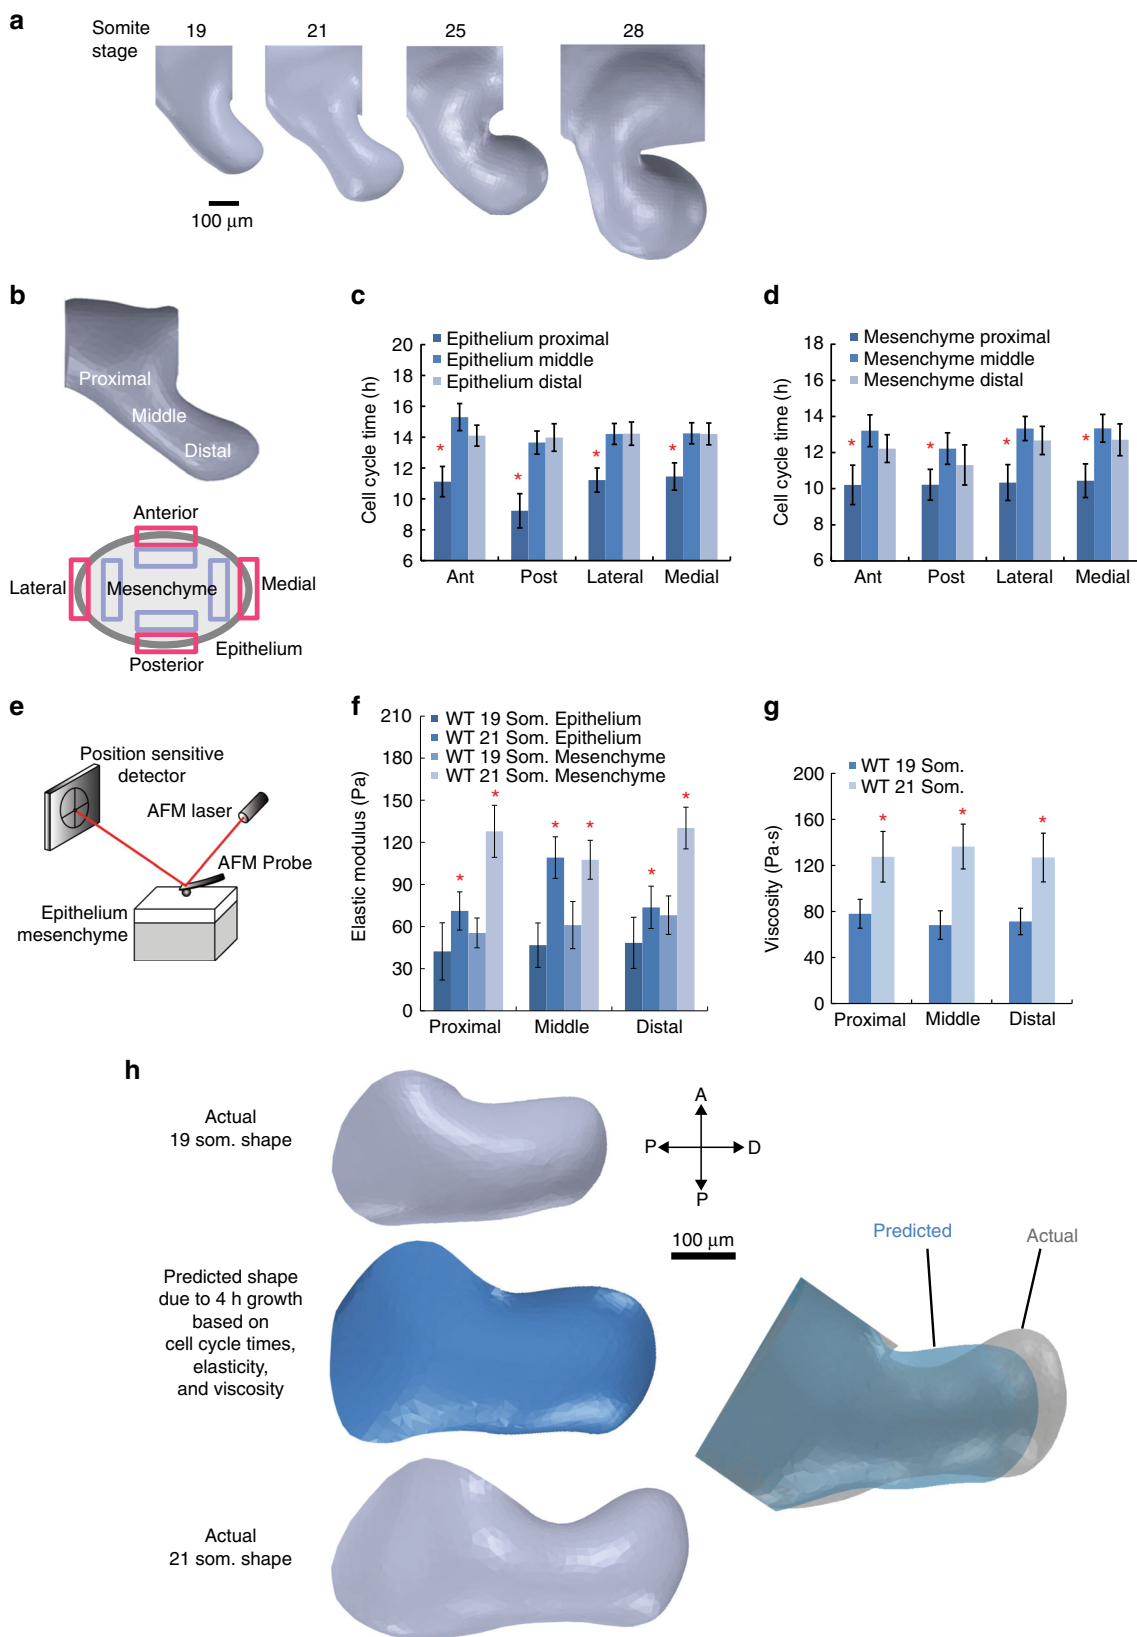 a
Somite
stage
19
21
25
28
100 µm
b
Proximal
Middle
Distal
Anterior
Lateral
Mesenchyme
Medial
Epithelium
Posterior
c
Epithelium proximal
Epithelium middle
Epithelium distal
Cell cycle time (h)
20
18
16
14
12
10
8
6
*
*
*
*
Ant
Post
Lateral
Medial
d
Mesenchyme proximal
Mesenchyme middle
Mesenchyme distal
Cell cycle time (h)
18
16
14
12
10
8
6
*
*
*
*
Ant
Post
Lateral
Medial
e
Position sensitive
detector
AFM laser
AFM Probe
Epithelium
mesenchyme
f
WT 19 Som. Epithelium
WT 21 Som. Epithelium
WT 19 Som. Mesenchyme
WT 21 Som. Mesenchyme
Elastic modulus (Pa)
210
180
150
120
90
60
30
0
*
*
*
*
*
*
Proximal
Middle
Distal
g
WT 19 Som.
WT 21 Som.
Viscosity (Pa·s)
200
160
120
80
40
0
*
*
*
Proximal
Middle
Distal
h
Actual
19 som. shape
A
P
D
P
100 µm
Predicted shape
due to 4 h growth
based on
cell cycle times,
elasticity,
and viscosity
Predicted
Actual
Actual
21 som. shape